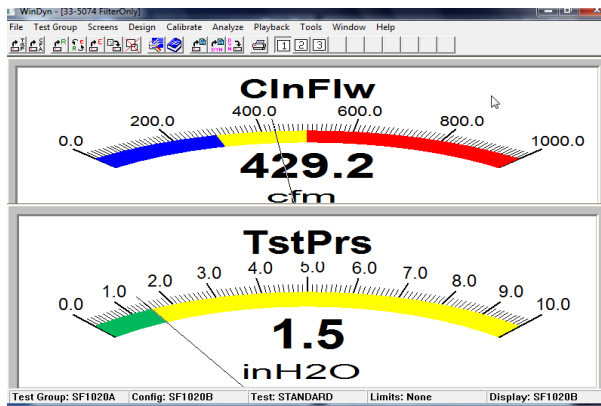 WinDyn - [33-5074 FilterOnly]
File Test Group Screens Design Calibrate Analyze Playback Tools Window Help
1 2 3
ClnFlw
0.0 200.0 400.0 600.0 800.0 1000.0
429.2
cfm
TstPrs
0.0 1.0 2.0 3.0 4.0 5.0 6.0 7.0 8.0 9.0 10.0
1.5
inH2O
Test Group: SF1020A Config: SF1020B Test: STANDARD Limits: None Display: SF1020B